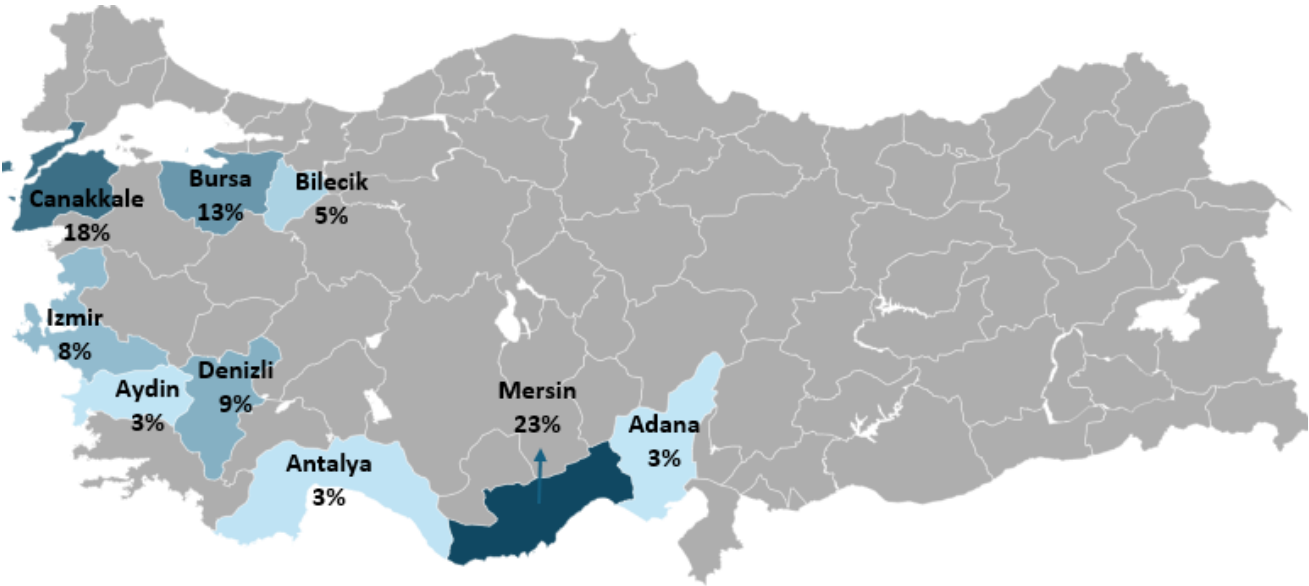 Canakkale
18%
Bursa
13%
Bilecik
5%
Izmir
8%
Aydin
3%
Denizli
9%
Antalya
3%
Mersin
23%
Adana
3%